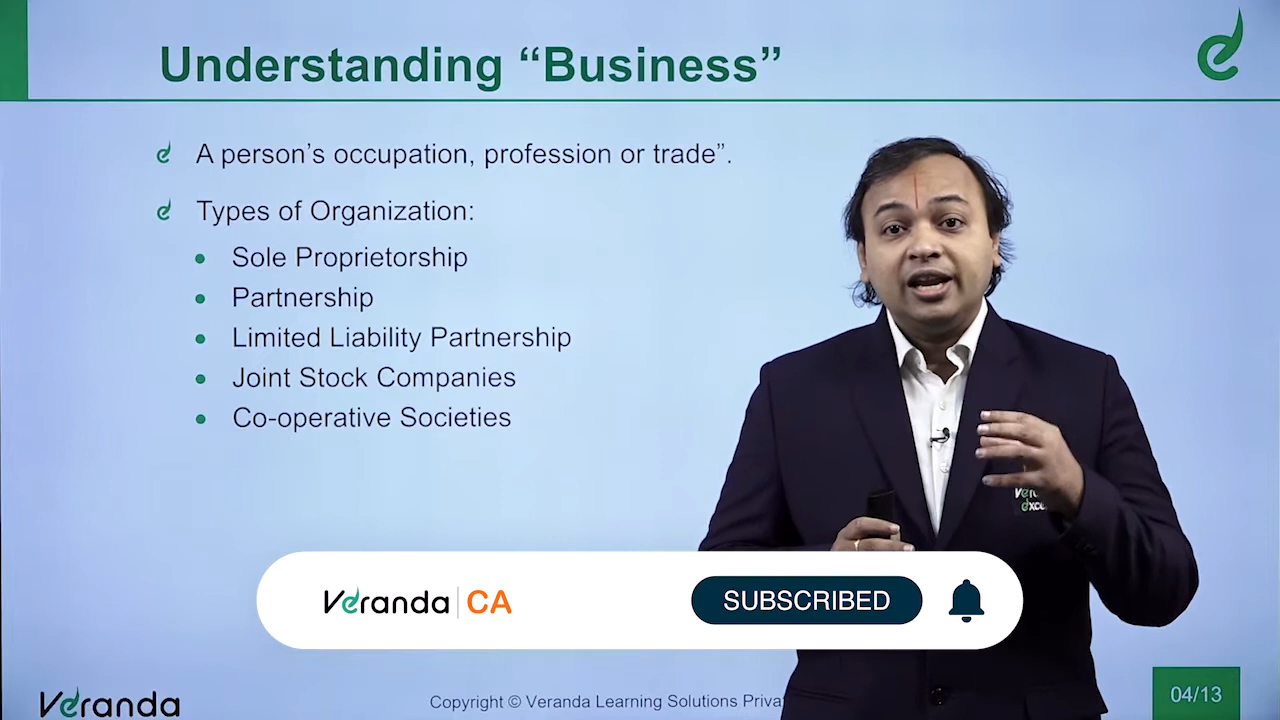 Understanding “Business”
A person’s occupation, profession or trade”.
Types of Organization:
Sole Proprietorship
Partnership
Limited Liability Partnership
Joint Stock Companies
Co-operative Societies
Veranda CA
SUBSCRIBED
Veranda
Copyright © Veranda Learning Solutions
04/13